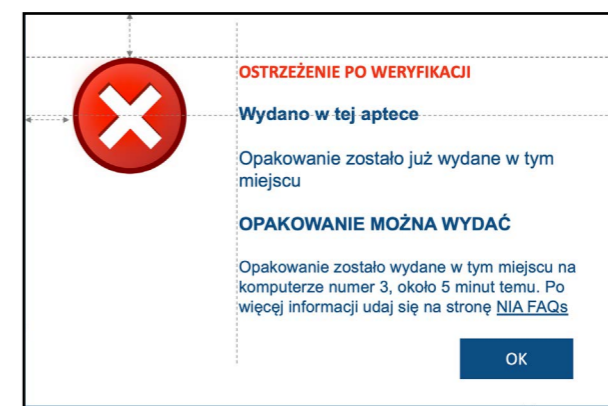 OSTRZEŻENIE PO WERYFIKACJI
Wydano w tej aptece
Opakowanie zostało już wydane w tym
miejscu
OPAKOWANIE MOŻNA WYDAĆ
Opakowanie zostało wydane w tym miejscu na
komputerze numer 3, około 5 minut temu. Po
więcej informacji udaj się na stronę NIA FAQs
OK